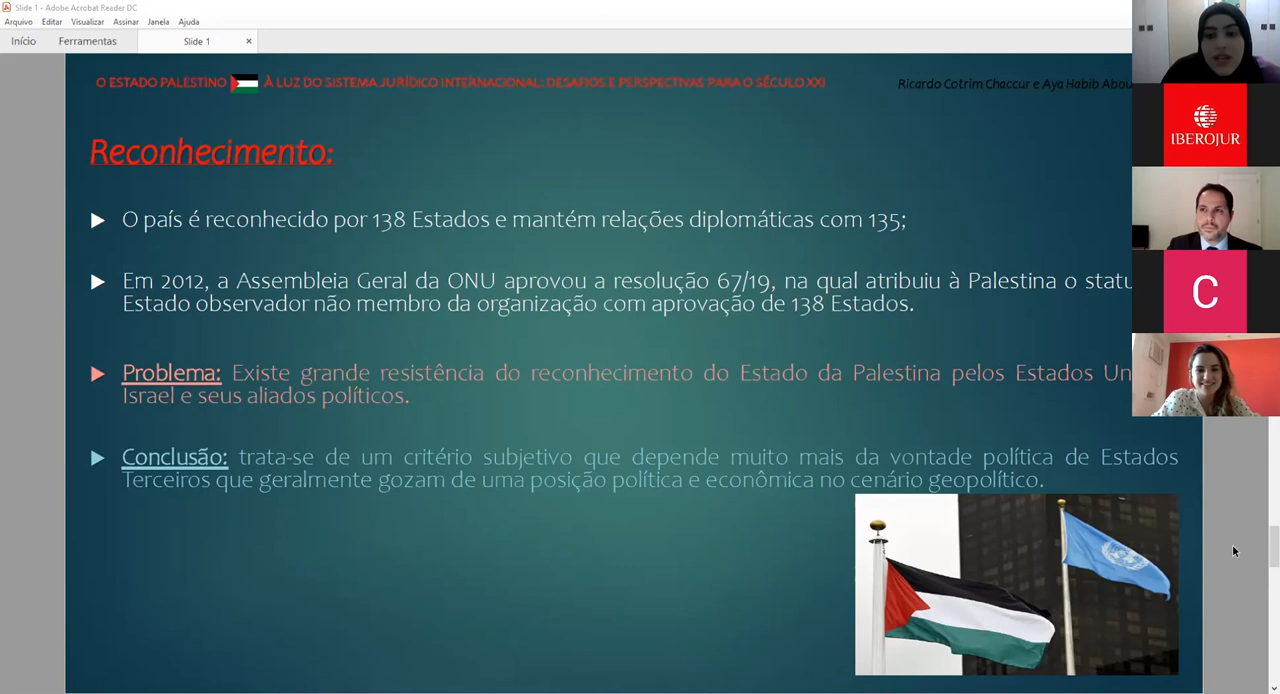 Slide 1 - Adobe Acrobat Reader DC
Arquivo Editar Visualizar Assinar Janela Ajuda
Início Ferramentas Slide 1 ×
O ESTADO PALESTINO À LUZ DO SISTEMA JURÍDICO INTERNACIONAL: DESAFIOS E PERSPECTIVAS PARA O SÉCULO XXI
Ricardo Cotrim Chaccur e Aya Habib Abou
Reconhecimento:
O país é reconhecido por 138 Estados e mantém relações diplomáticas com 135;
Em 2012, a Assembleia Geral da ONU aprovou a resolução 67/19, na qual atribuiu à Palestina o statu
Estado observador não membro da organização com aprovação de 138 Estados.
Problema: Existe grande resistência do reconhecimento do Estado da Palestina pelos Estados Un
Israel e seus aliados políticos.
Conclusão: trata-se de um critério subjetivo que depende muito mais da vontade política de Estados
Terceiros que geralmente gozam de uma posição política e econômica no cenário geopolítico.
IBEROJUR
C